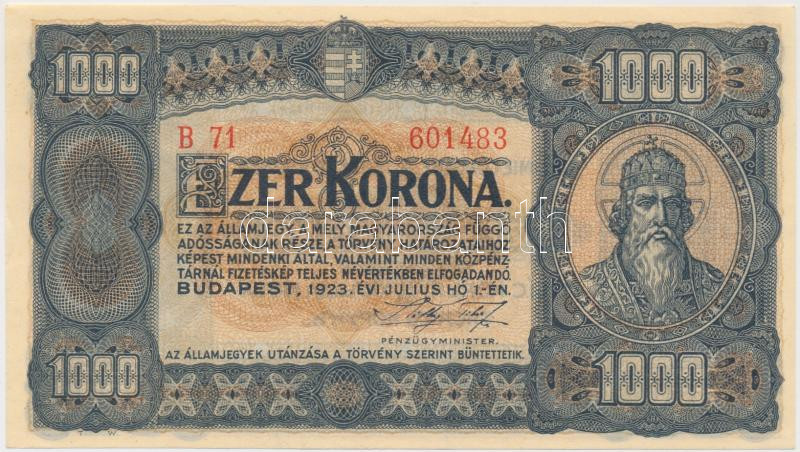 1000
1000
B 71 601483
EZER KORONA.
EZ AZ ÁLLAMJEGY, A MELY MAGYARORSZÁG FÜGGŐ
ADÓSSÁGÁNAK RÉSZE A TÖRVÉNY HATÁROZATAIHOZ
KÉPEST MINDENKI ÁLTAL, VALAMINT MINDEN KÖZPÉNZ-
TÁRNÁL FIZETÉSKÉP TELJES NÉVÉRTÉKBEN ELFOGADANDÓ.
BUDAPEST, 1923. ÉVI JULIUS HÓ 1.-ÉN.
PÉNZÜGYMINISTER.
AZ ÁLLAMJEGYEK UTÁNZÁSA A TÖRVÉNY SZERINT BÜNTETTETIK.
1000
1000
T W.
darabanth